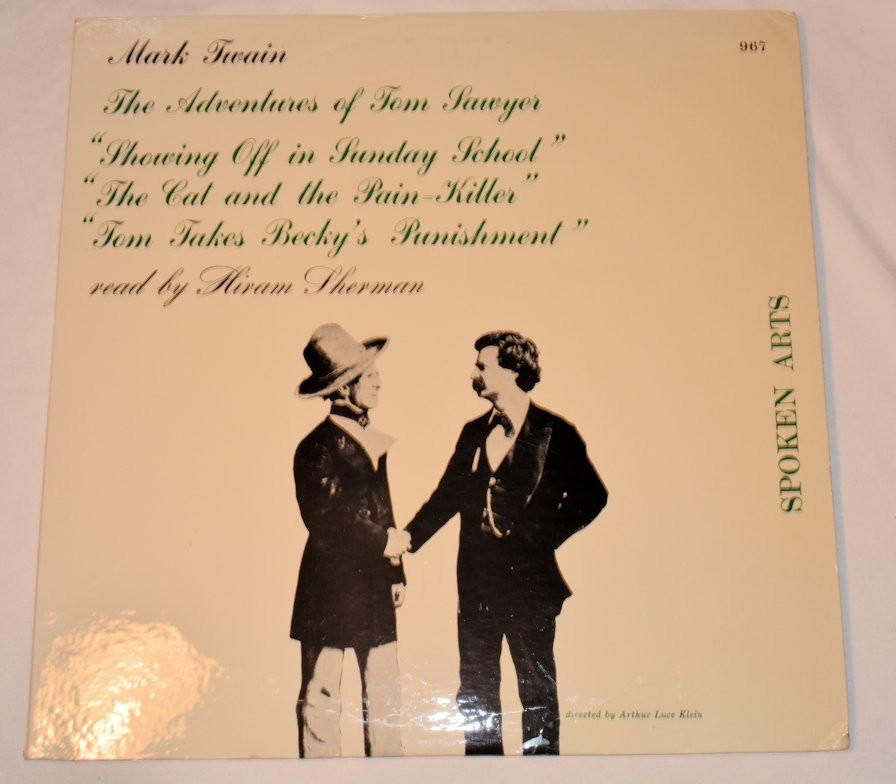 Mark Twain
967
The Adventures of Tom Sawyer
"Showing Off in Sunday School"
"The Cat and the Pain=Killer"
"Tom Takes Becky's Punishment"
read by Hiram Sherman
SPOKEN ARTS
directed by Arthur Luce Klein